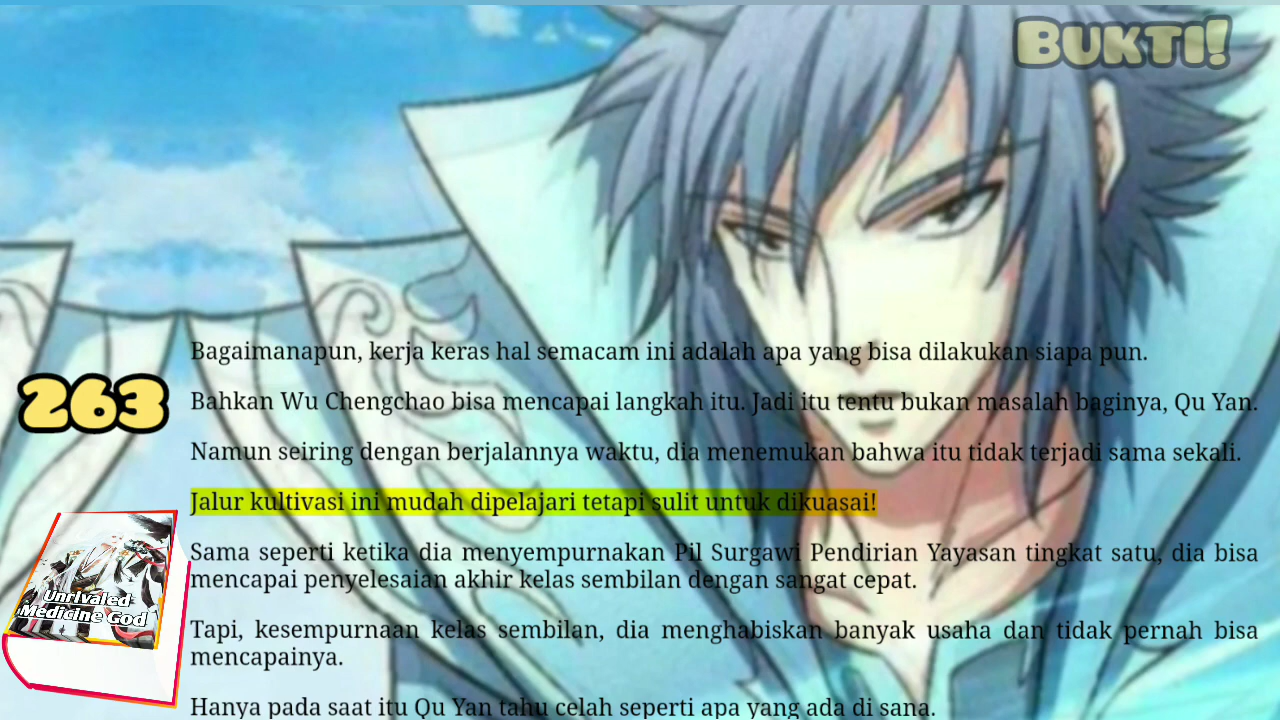 BUKTI!
Bagaimanapun, kerja keras hal semacam ini adalah apa yang bisa dilakukan siapa pun.
263
Bahkan Wu Chengchao bisa mencapai langkah itu. Jadi itu tentu bukan masalah baginya, Qu Yan.
Namun seiring dengan berjalannya waktu, dia menemukan bahwa itu tidak terjadi sama sekali.
Jalur kultivasi ini mudah dipelajari tetapi sulit untuk dikuasai!
Sama seperti ketika dia menyempurnakan Pil Surgawi Pendirian Yayasan tingkat satu, dia bisa
mencapai penyelesaian akhir kelas sembilan dengan sangat cepat.
Unrivaled
Medicine God
Tapi, kesempurnaan kelas sembilan, dia menghabiskan banyak usaha dan tidak pernah bisa
mencapainya.
Hanya pada saat itu Qu Yan tahu celah seperti apa yang ada di sana.